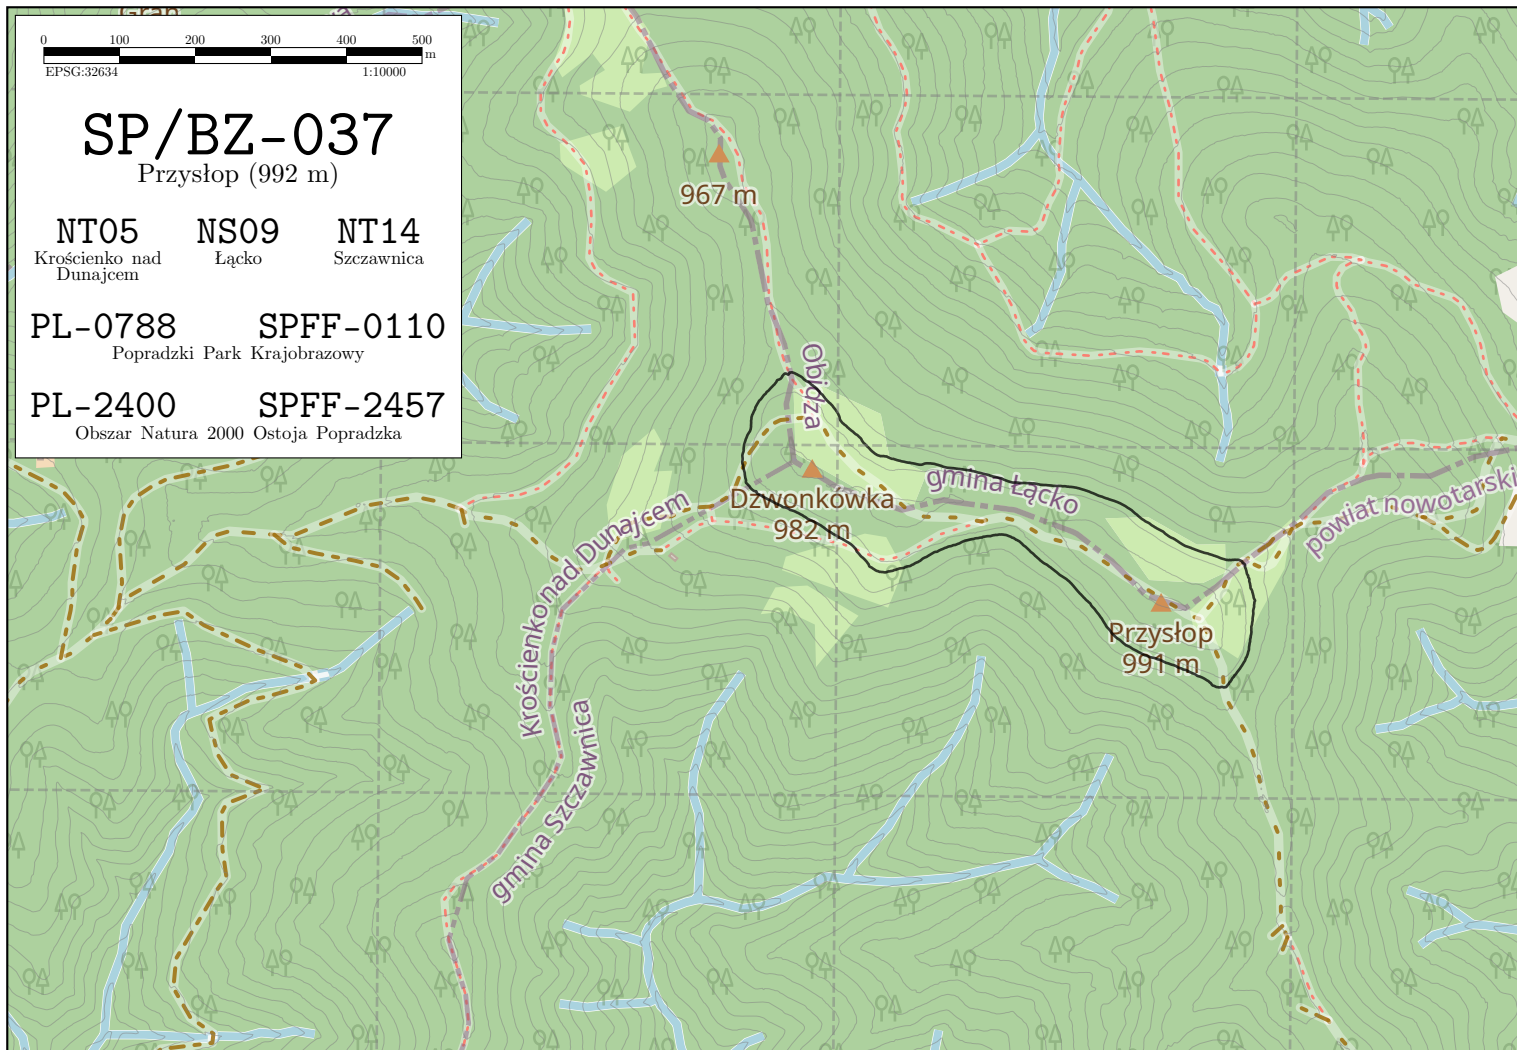 0 100 200 300 400 500
m
EPSG:32634 1:10000
SP/BZ-037
Przysłop (992 m)
NT05 NS09 NT14
Krościenko nad Dunajcem Łącko Szczawnica
PL-0788 SPFF-0110
Popradzki Park Krajobrazowy
PL-2400 SPFF-2457
Obszar Natura 2000 Ostoja Popradzka
967 m
Obidza
gmina Łącko
Dzwonkówka
982 m
powiat nowotarski
Krościenko nad Dunajcem
Przysłop
991 m
gmina Szczawnica